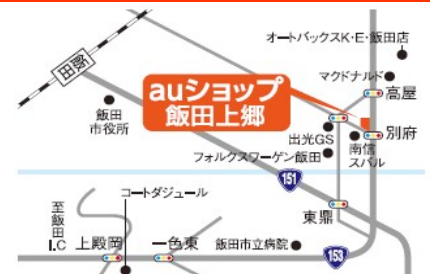 オートバックスK・E・飯田店
マクドナルド
高屋
飯田
auショップ
飯田上郷
飯田
市役所
出光GS
別府
南信
スバル
フォルクスワーゲン飯田
151
コートダジュール
至飯田I.C
東鼎
上殿岡
一色東
飯田市立病院
153